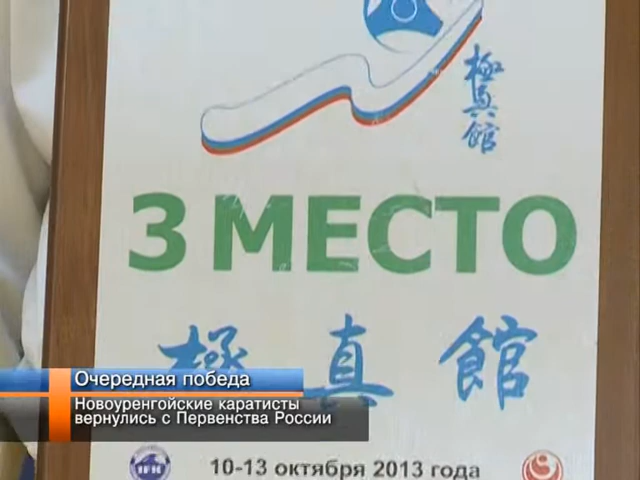 極真館
3 МЕСТО
極真館
Очередная победа
Новоуренгойские каратисты
вернулись с Первенства России
10-13 октября 2013 года